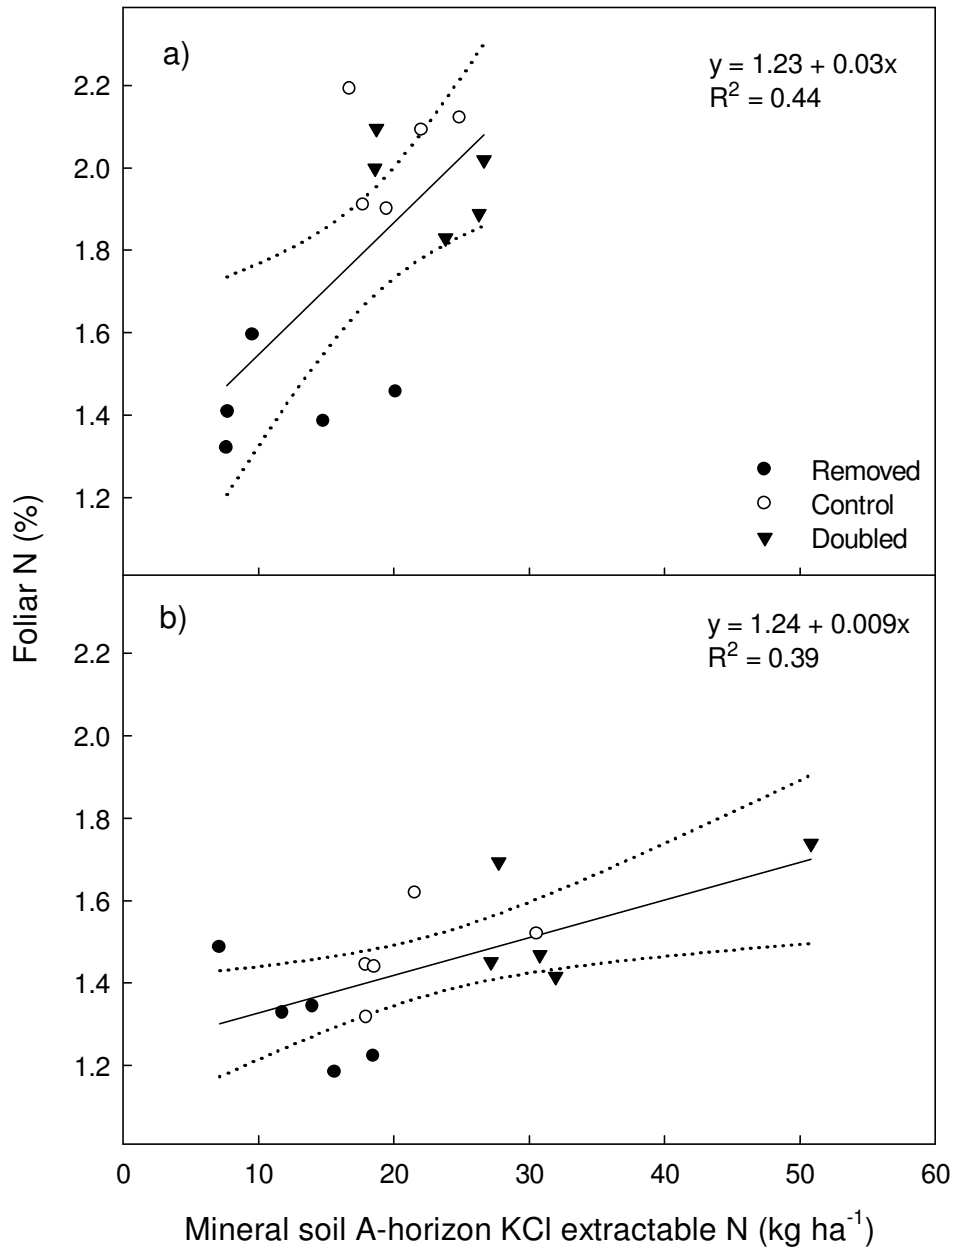 a)
y = 1.23 + 0.03x
R² = 0.44
2.2
2.0
1.8
1.6
1.4
1.2
Removed
Control
Doubled
Foliar N (%)
b)
y = 1.24 + 0.009x
R² = 0.39
2.2
2.0
1.8
1.6
1.4
1.2
0 10 20 30 40 50 60
Mineral soil A-horizon KCl extractable N (kg ha⁻¹)